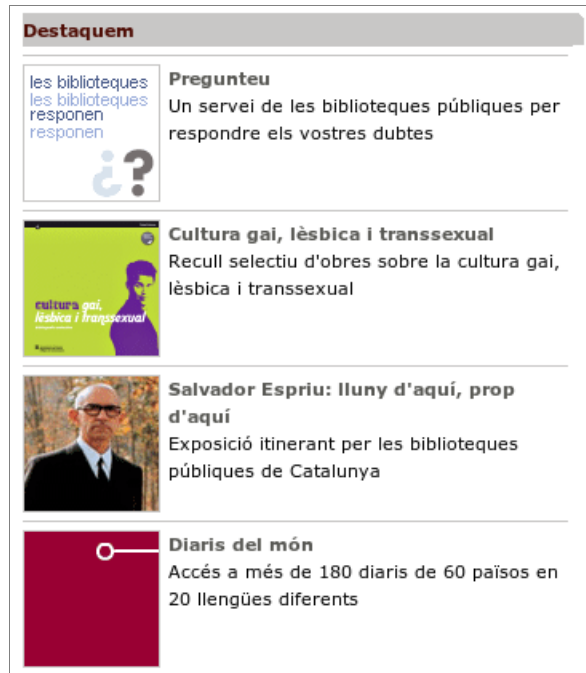 Destaquem
les biblioteques
les biblioteques
responen
responen
¿?
Pregunteu
Un servei de les biblioteques públiques per
respondre els vostres dubtes
cultura gai,
lèsbica i transsexual
Cultura gai, lèsbica i transsexual
Recull selectiu d'obres sobre la cultura gai,
lèsbica i transsexual
Salvador Espriu: lluny d'aquí, prop
d'aquí
Exposició itinerant per les biblioteques
públiques de Catalunya
Diaris del món
Accés a més de 180 diaris de 60 països en
20 llengües diferents